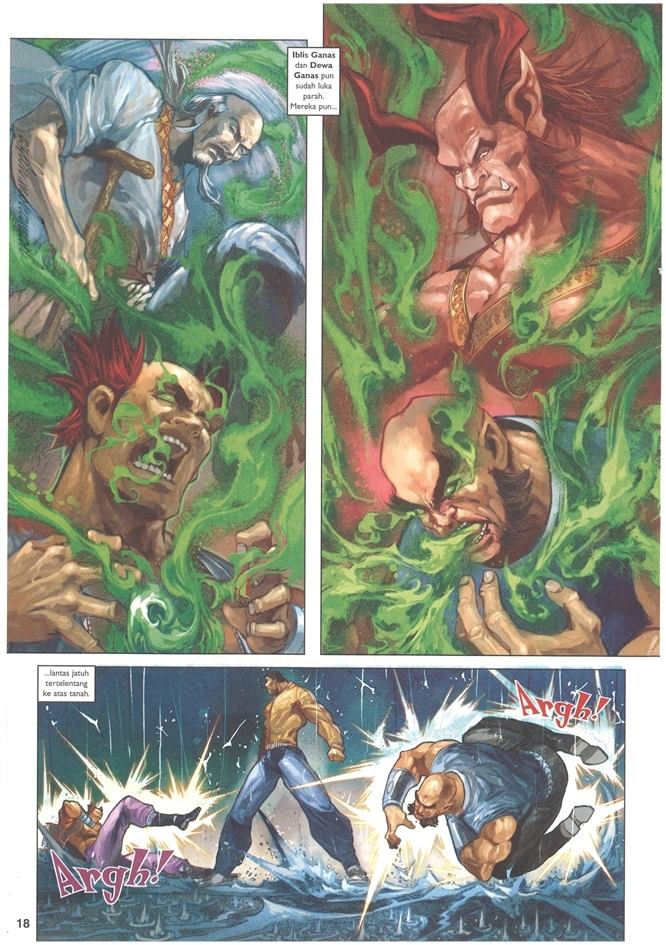 Iblis Ganas
dan Dewa
Ganas pun
sudah luka
parah.
Mereka pun...
...lantas jatuh
tertelentang
ke atas tanah.
Argh!
Argh!
18